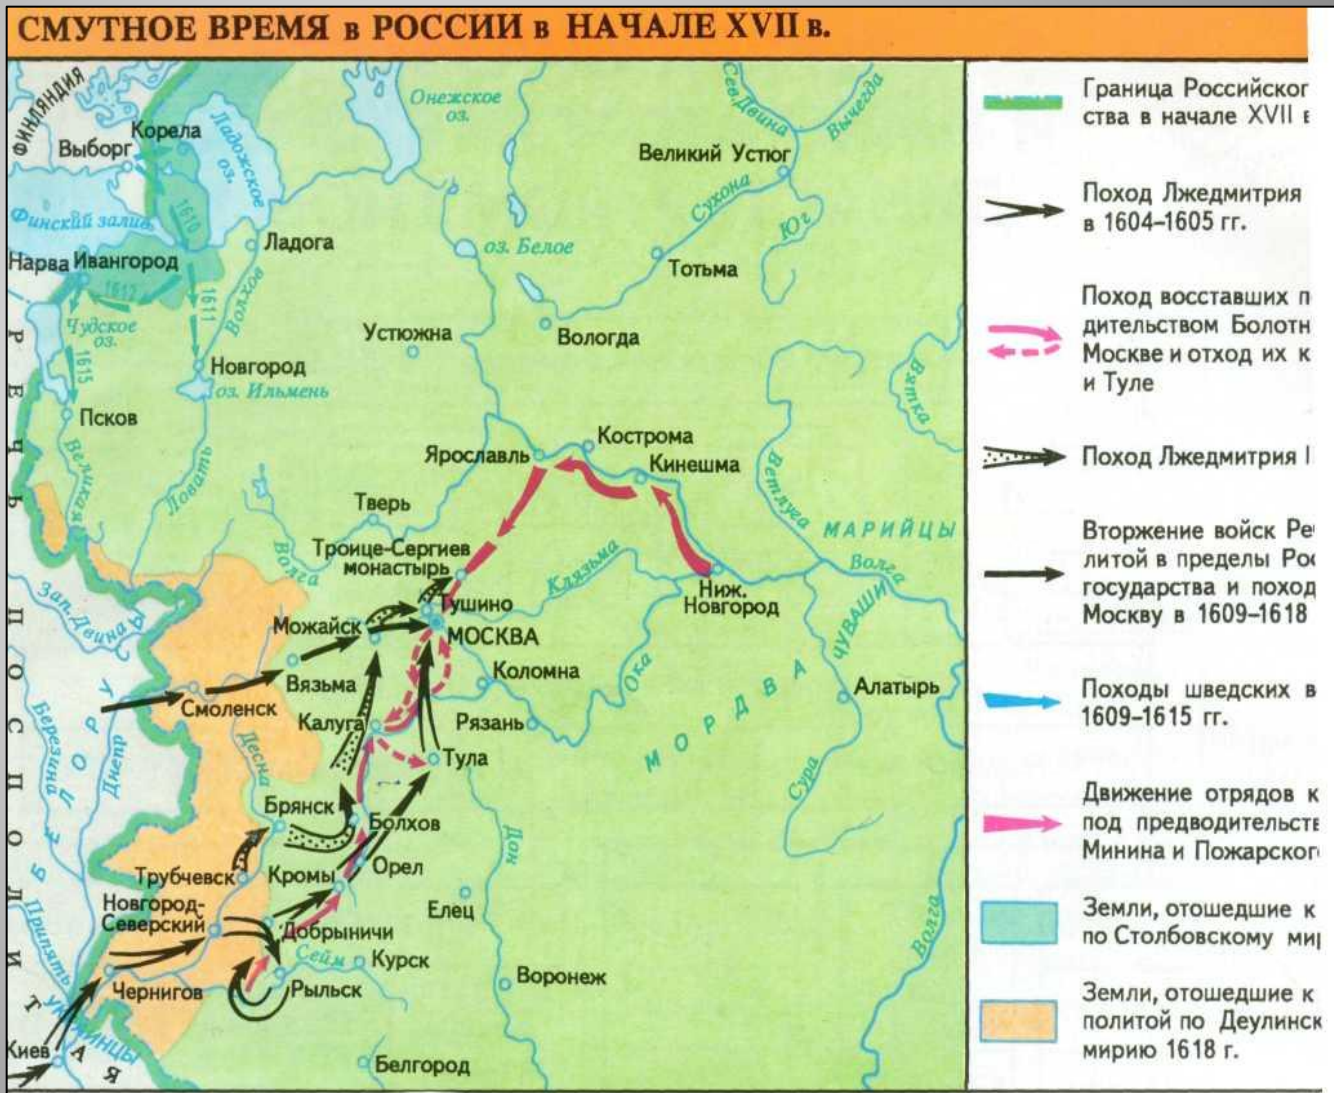 СМУТНОЕ ВРЕМЯ в РОССИИ в НАЧАЛЕ XVII в.
ФИНЛЯНДИЯ
Корела
Выборг
Ладожское
оз.
Онежское
оз.
Сев.Двина
Вычегда
Великий Устюг
Сухона
Юг
Финский залив
1610
Ладога
оз. Белое
Тотьма
Нарва
Ивангород
1612
1611
Волхов
Чудское
оз.
1615
Устюжна
Вологда
Новгород
оз. Ильмень
Псков
Великая
Ловать
Вятка
Ярославль
Кострома
Кинешма
Ветлуга
МАРИЙЦЫ
Тверь
Троице-Сергиев
монастырь
Волга
Клязьма
Волга
Ниж.
Новгород
ЧУВАШИ
Зап.Двина
Тушино
Можайск
МОСКВА
Вязьма
Коломна
Ока
МОРДВА
Алатырь
Смоленск
Калуга
Рязань
Тула
Сура
Березина
Днепр
БЕЛОРУ
Десна
Брянск
Болхов
Дон
Трубчевск
Кромы
Орел
Новгород-
Северский
Елец
Волга
Добрыничи
Сейм
Курск
Припять
Чернигов
Рыльск
Воронеж
УКРАИНЦЫ
Киев
Белгород
РЕЧЬ
ПОСПОЛИТАЯ
Граница Российског
ства в начале XVII в
Поход Лжедмитрия
в 1604–1605 гг.
Поход восставших п
дительством Болотн
Москве и отход их к
и Туле
Поход Лжедмитрия I
Вторжение войск Ре
литой в пределы Рос
государства и поход
Москву в 1609–1618
Походы шведских в
1609–1615 гг.
Движение отрядов к
под предводительств
Минина и Пожарског
Земли, отошедшие к
по Столбовскому ми
Земли, отошедшие к
политой по Деулинск
мирию 1618 г.